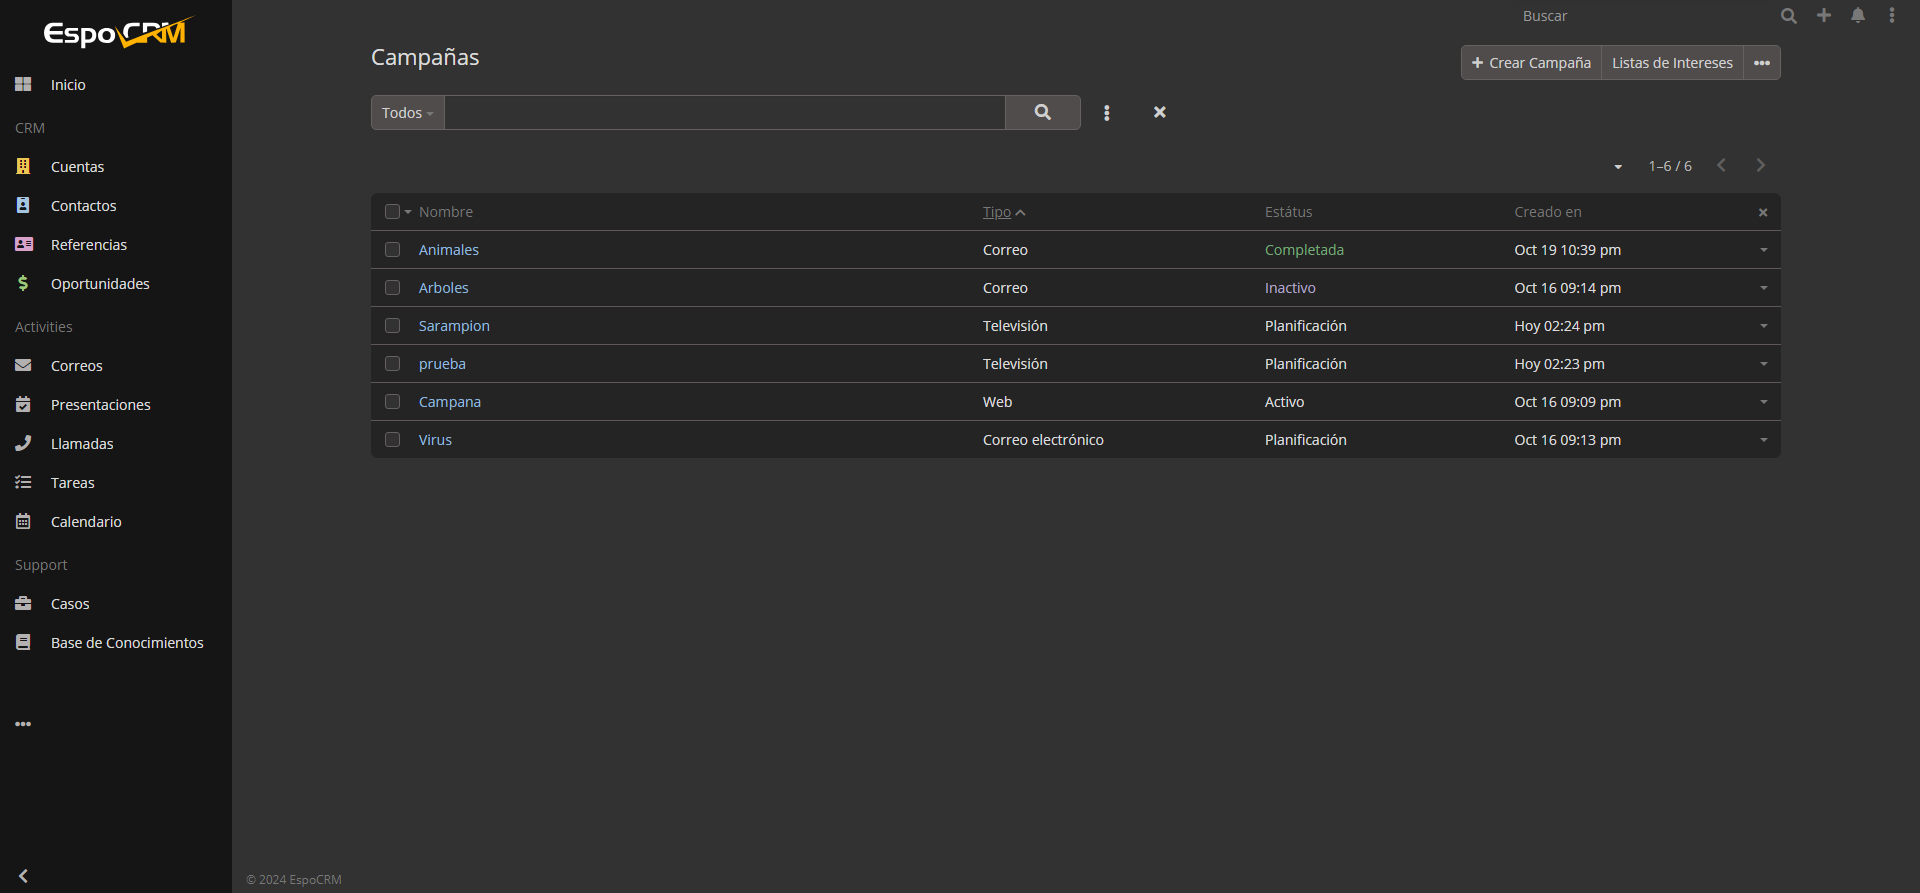 EspoCRM
Buscar
Inicio
CRM
Cuentas
Contactos
Referencias
Oportunidades
Activities
Correos
Presentaciones
Llamadas
Tareas
Calendario
Support
Casos
Base de Conocimientos
Campañas
Crear Campaña Listas de Intereses
Todos
1–6 / 6
Nombre Tipo Estátus Creado en
Animales Correo Completada Oct 19 10:39 pm
Arboles Correo Inactivo Oct 16 09:14 pm
Sarampion Televisión Planificación Hoy 02:24 pm
prueba Televisión Planificación Hoy 02:23 pm
Campana Web Activo Oct 16 09:09 pm
Virus Correo electrónico Planificación Oct 16 09:13 pm
© 2024 EspoCRM